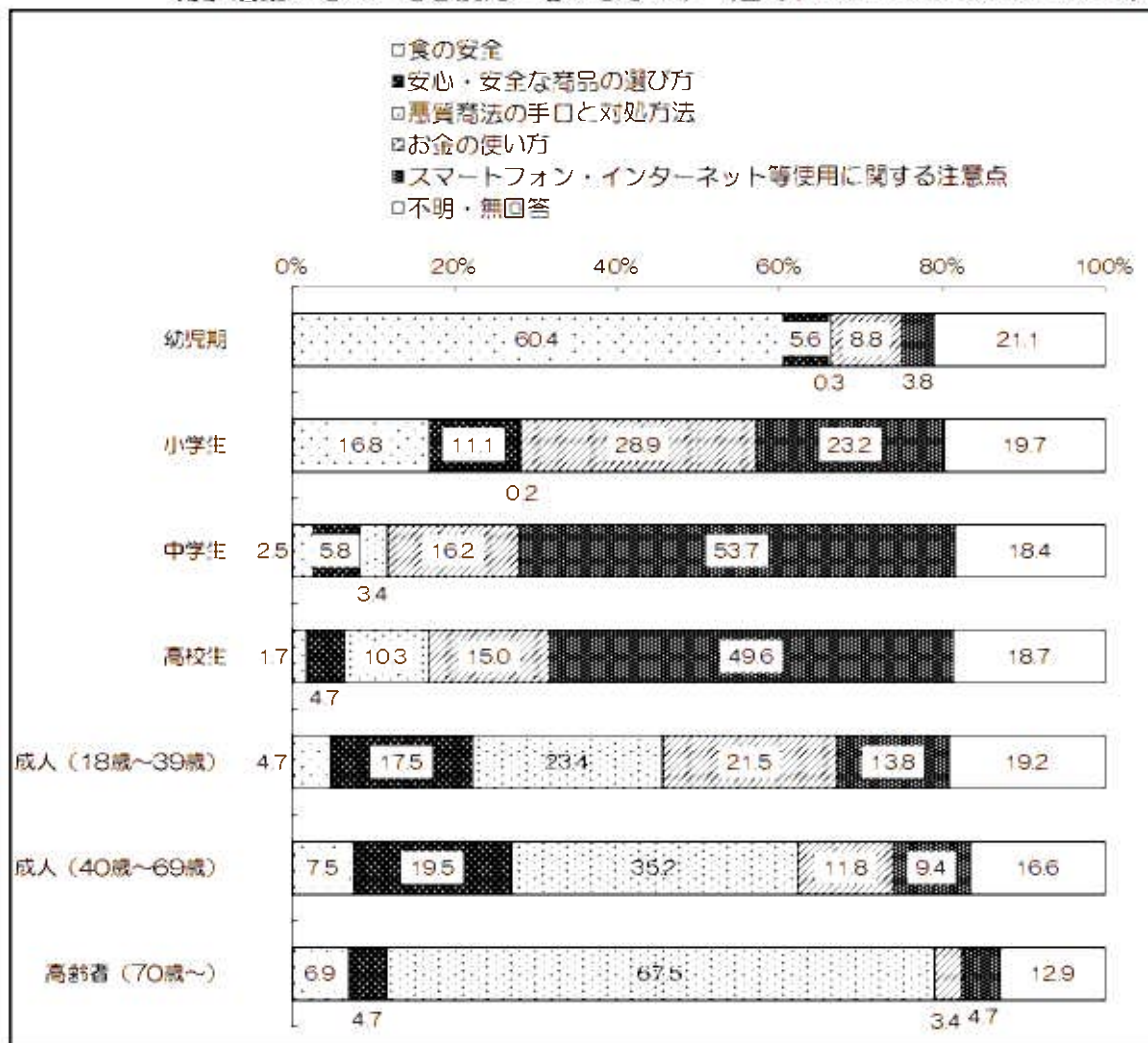 □食の安全
■安心・安全な商品の選び方
□悪質商法の手口と対処方法
□お金の使い方
■スマートフォン・インターネット等使用に関する注意点
□不明・無回答
0% 20% 40% 60% 80% 100%
幼児期 60.4 5.6 8.8 21.1
0.3 3.8
小学生 16.8 11.1 28.9 23.2 19.7
0.2
中学生 2.5 5.8 16.2 53.7 18.4
3.4
高校生 1.7 10.3 15.0 49.6 18.7
4.7
成人（18歳～39歳） 4.7 17.5 23.4 21.5 13.8 19.2
成人（40歳～69歳） 7.5 19.5 35.2 11.8 9.4 16.6
高齢者（70歳～） 6.9 67.5 12.9
4.7 3.4 4.7